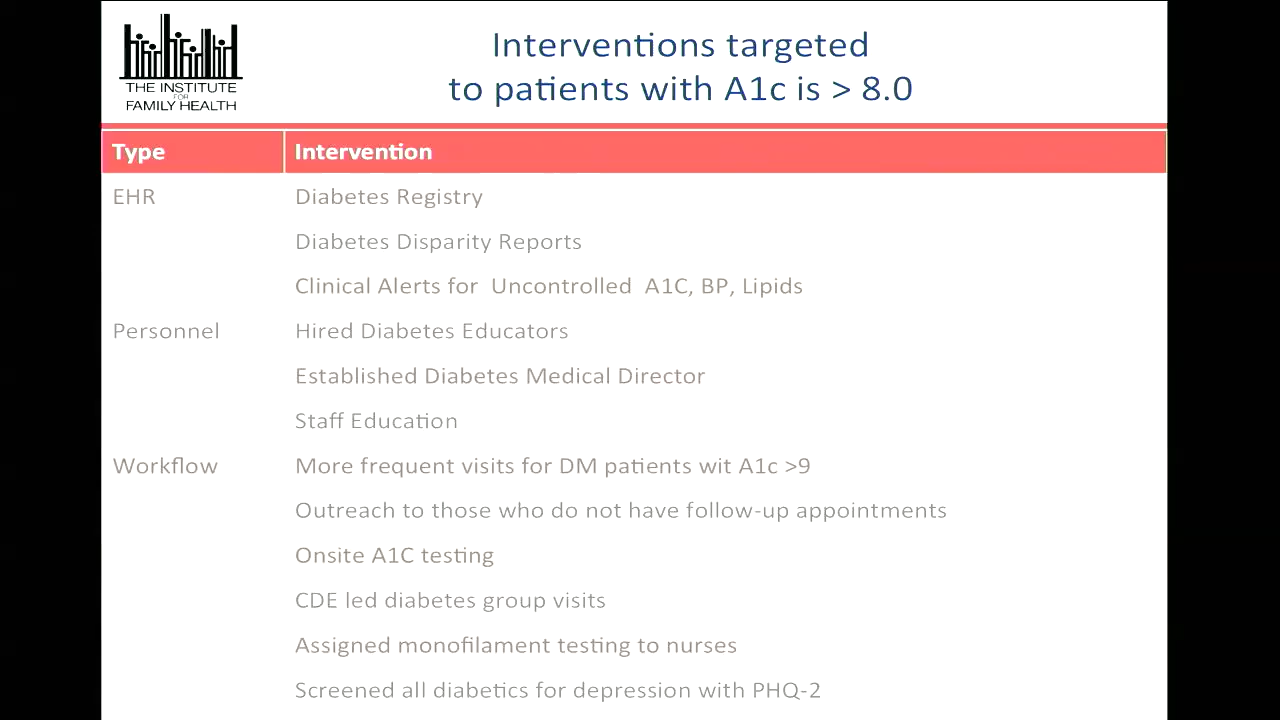 THE INSTITUTE
FOR
FAMILY HEALTH
Interventions targeted
to patients with A1c is > 8.0
Type Intervention
EHR Diabetes Registry
Diabetes Disparity Reports
Clinical Alerts for Uncontrolled A1C, BP, Lipids
Personnel Hired Diabetes Educators
Established Diabetes Medical Director
Staff Education
Workflow More frequent visits for DM patients wit A1c >9
Outreach to those who do not have follow-up appointments
Onsite A1C testing
CDE led diabetes group visits
Assigned monofilament testing to nurses
Screened all diabetics for depression with PHQ-2